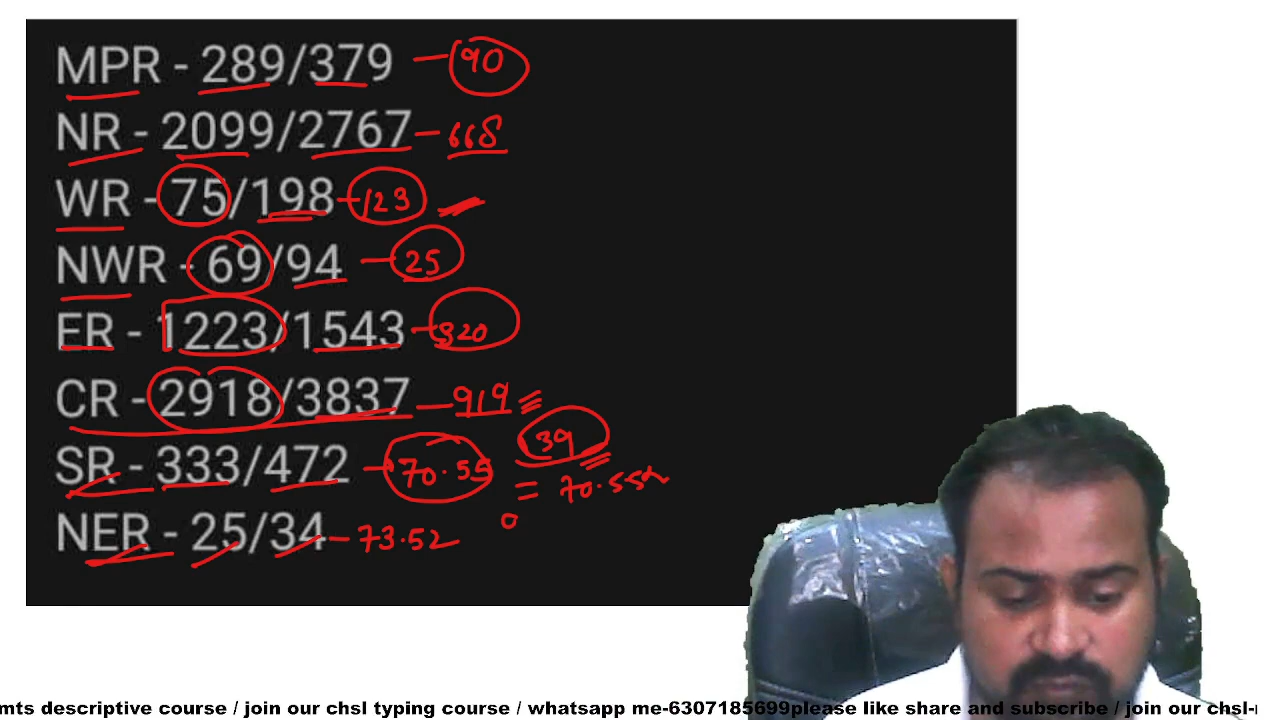 MPR - 289/379 - 90
NR - 2099/2767 - 668
WR - 75/198 - 123
NWR - 69/94 - 25
ER - 1223/1543 - 320
CR - 2918/3837 - 919
39
SR - 333/472 - 70.55 = 70.55%
NER - 25/34 - 73.52
mts descriptive course / join our chsl typing course / whatsapp me-6307185699please like share and subscribe / join our chsl-